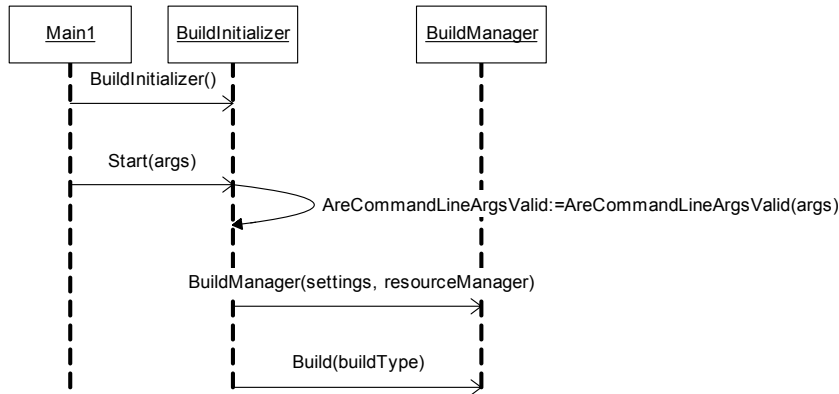 Main1
BuildInitializer
BuildManager
BuildInitializer()
Start(args)
AreCommandLineArgsValid:=AreCommandLineArgsValid(args)
BuildManager(settings, resourceManager)
Build(buildType)